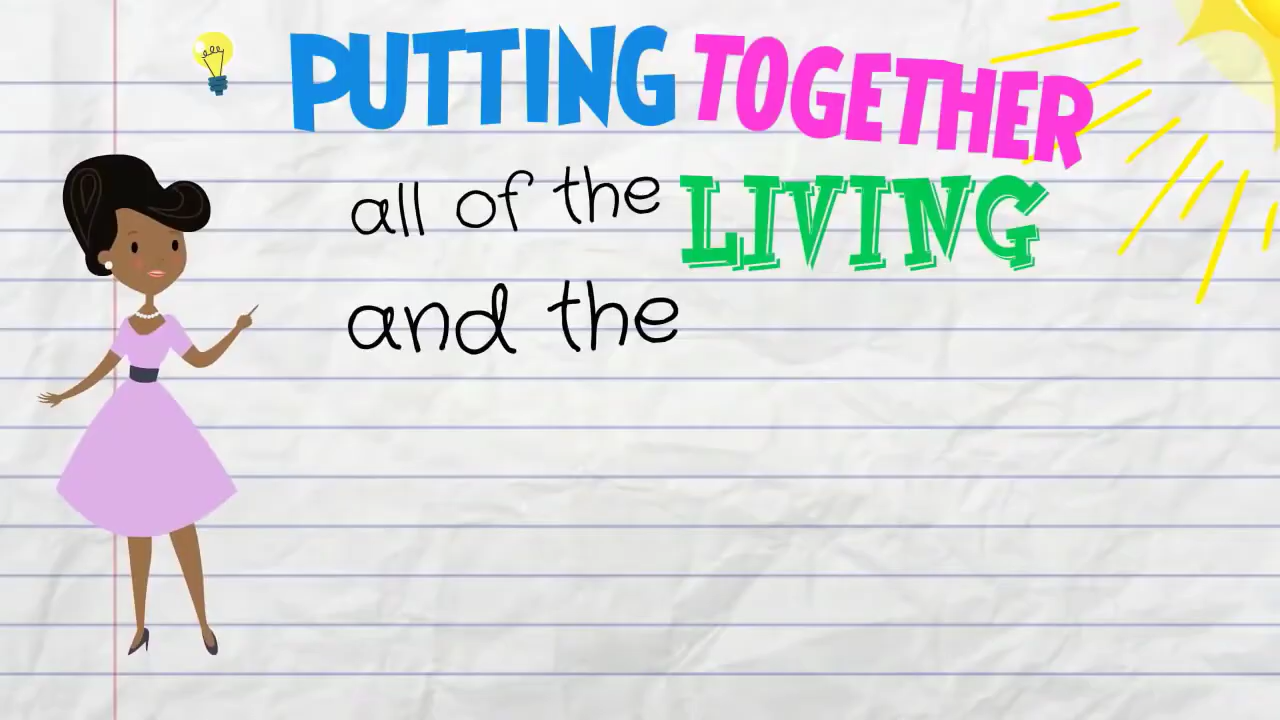 PUTTING TOGETHER
all of the LIVING
and the